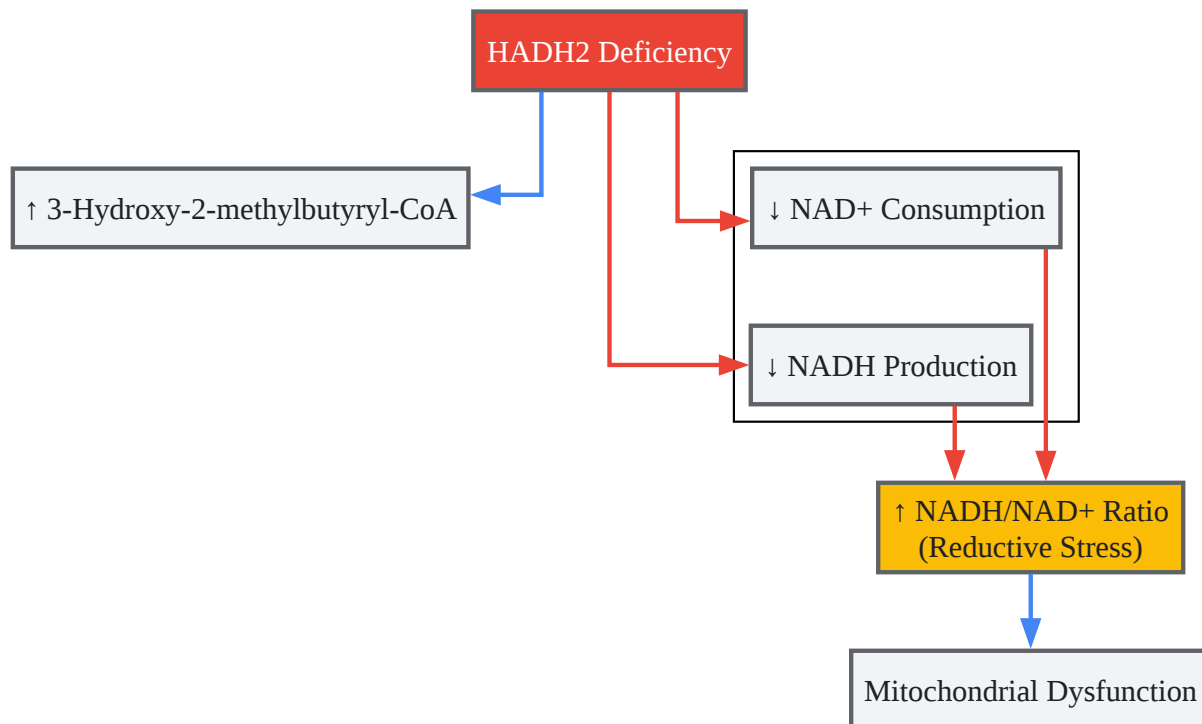 HADH2 Deficiency
↑ 3-Hydroxy-2-methylbutyryl-CoA
↓ NAD+ Consumption
↓ NADH Production
↑ NADH/NAD+ Ratio
(Reductive Stress)
Mitochondrial Dysfunction